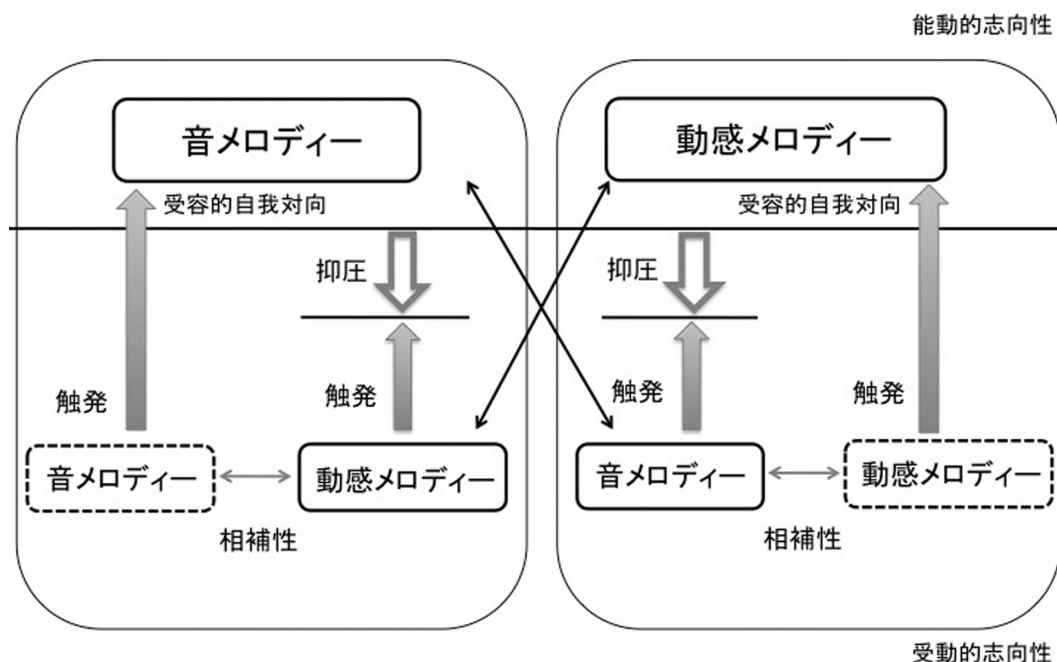 能動的志向性
音メロディー
動感メロディー
受容的自我対向
受容的自我対向
抑圧
抑圧
触発
触発
触発
触発
音メロディー
動感メロディー
音メロディー
動感メロディー
相補性
相補性
受動的志向性